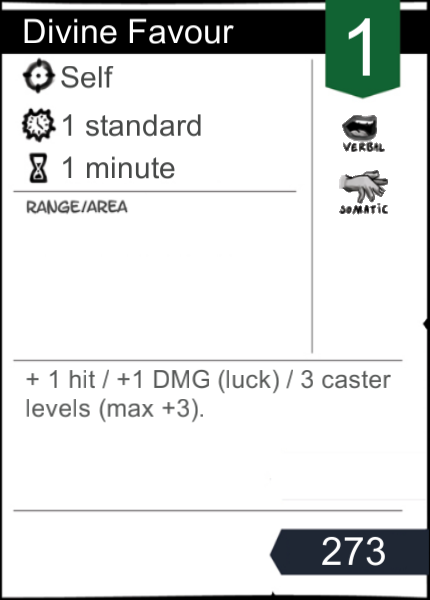 Divine Favour
1
Self
1 standard
1 minute
VERBAL
SOMATIC
RANGE/AREA
+ 1 hit / +1 DMG (luck) / 3 caster
levels (max +3).
273